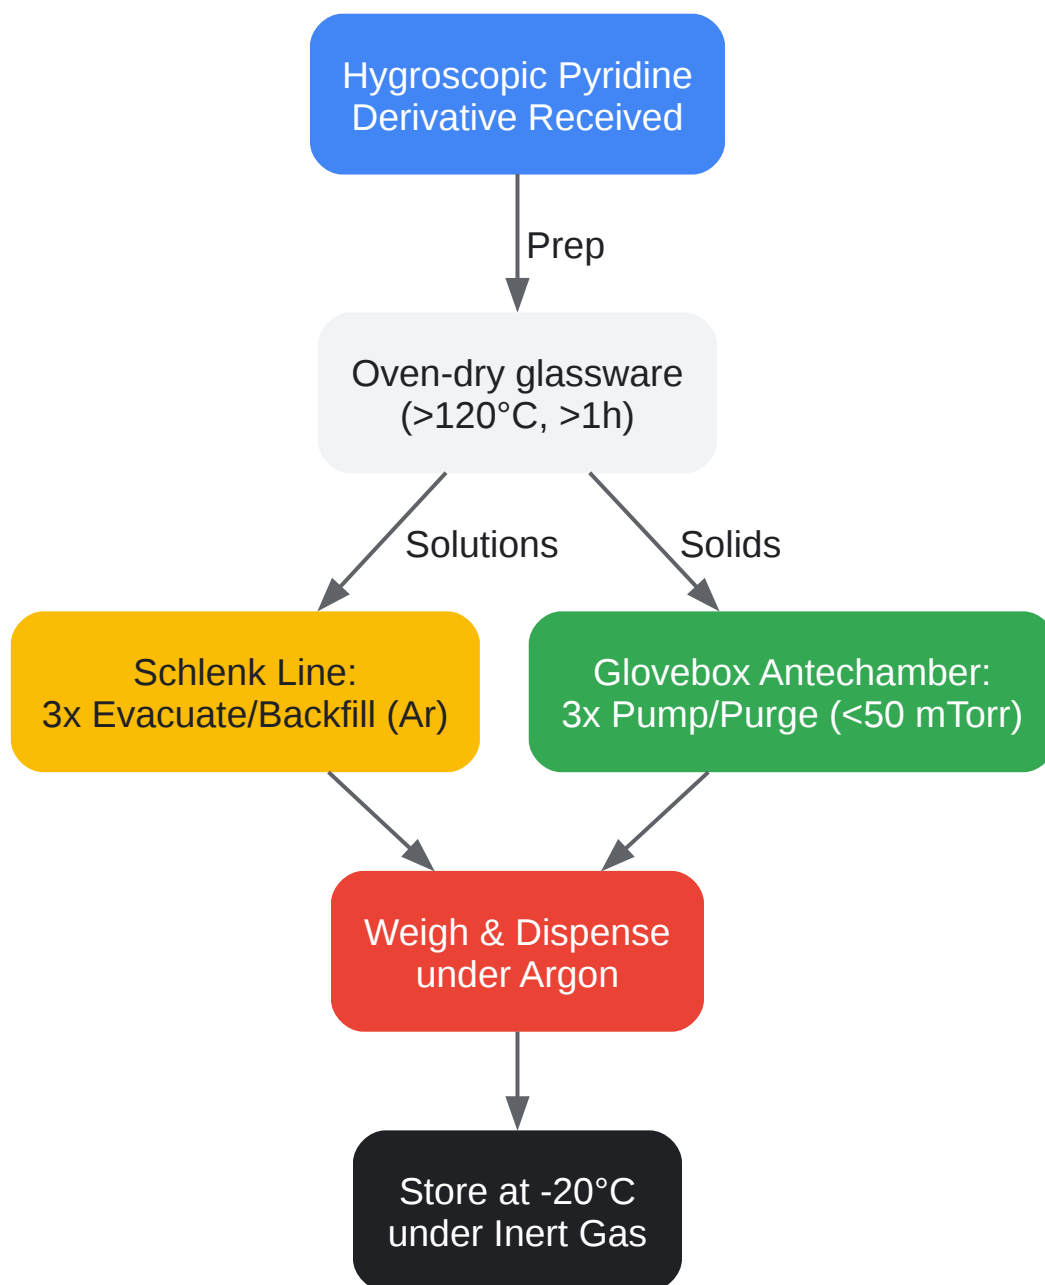 Hygroscopic Pyridine
Derivative Received
Prep
Oven-dry glassware
(>120°C, >1h)
Solutions
Solids
Schlenk Line:
3x Evacuate/Backfill (Ar)
Glovebox Antechamber:
3x Pump/Purge (<50 mTorr)
Weigh & Dispense
under Argon
Store at -20°C
under Inert Gas